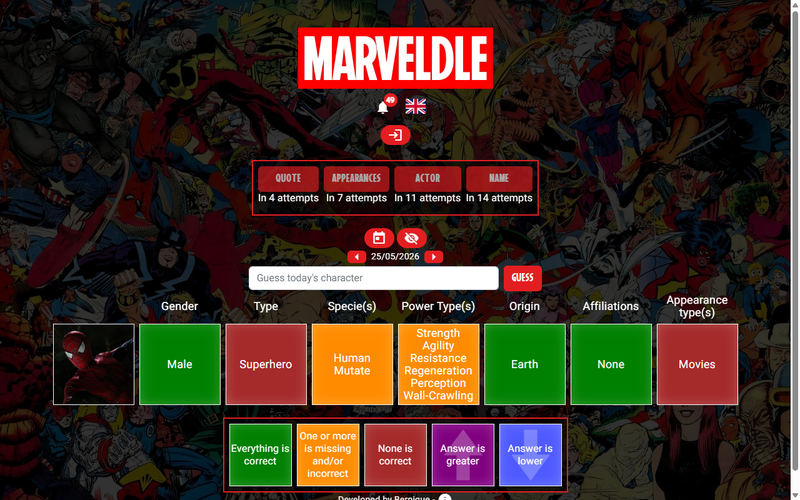 MARVELDLE
49
QUOTE APPEARANCES ACTOR NAME
In 4 attempts In 7 attempts In 11 attempts In 14 attempts
25/05/2026
Guess today's character GUESS
Gender Type Specie(s) Power Type(s) Origin Affiliations Appearance
type(s)
Male
Superhero
Human
Mutate
Strength
Agility
Resistance
Regeneration
Perception
Wall-Crawling
Earth
None
Movies
Everything is
correct
One or more
is missing
and/or
incorrect
None is
correct
Answer is
greater
Answer is
lower
Developed by Bernique -